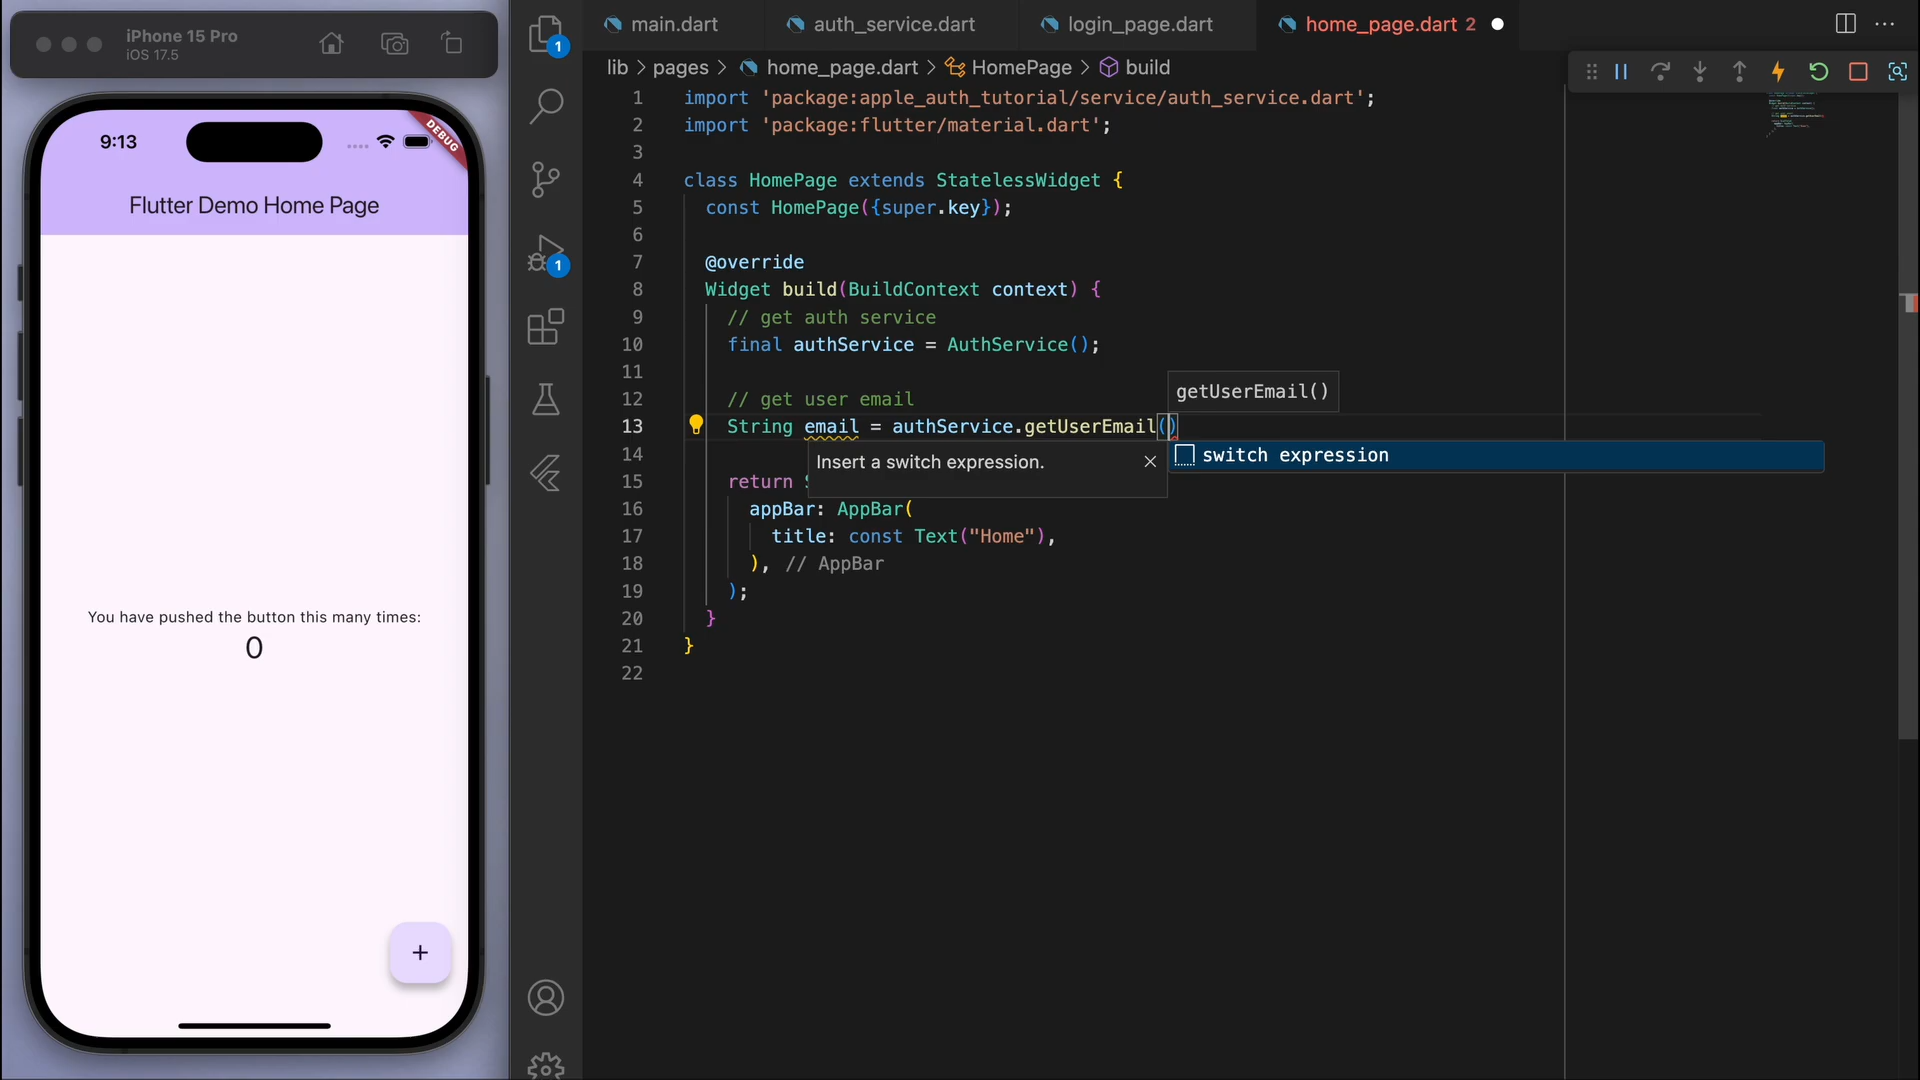 iPhone 15 Pro
iOS 17.5
9:13
DEBUG
Flutter Demo Home Page
You have pushed the button this many times:
0
+
1
1
main.dart
auth_service.dart
login_page.dart
home_page.dart 2
lib > pages > home_page.dart > HomePage > build
1 import 'package:apple_auth_tutorial/service/auth_service.dart';
2 import 'package:flutter/material.dart';
3
4 class HomePage extends StatelessWidget {
5 const HomePage({super.key});
6
7 @override
8 Widget build(BuildContext context) {
9 // get auth service
10 final authService = AuthService();
11
getUserEmail()
12 // get user email
13 String email = authService.getUserEmail()
14
Insert a switch expression.
switch expression
15 return S
16 appBar: AppBar(
17 title: const Text("Home"),
18 ), // AppBar
19 );
20 }
21 }
22